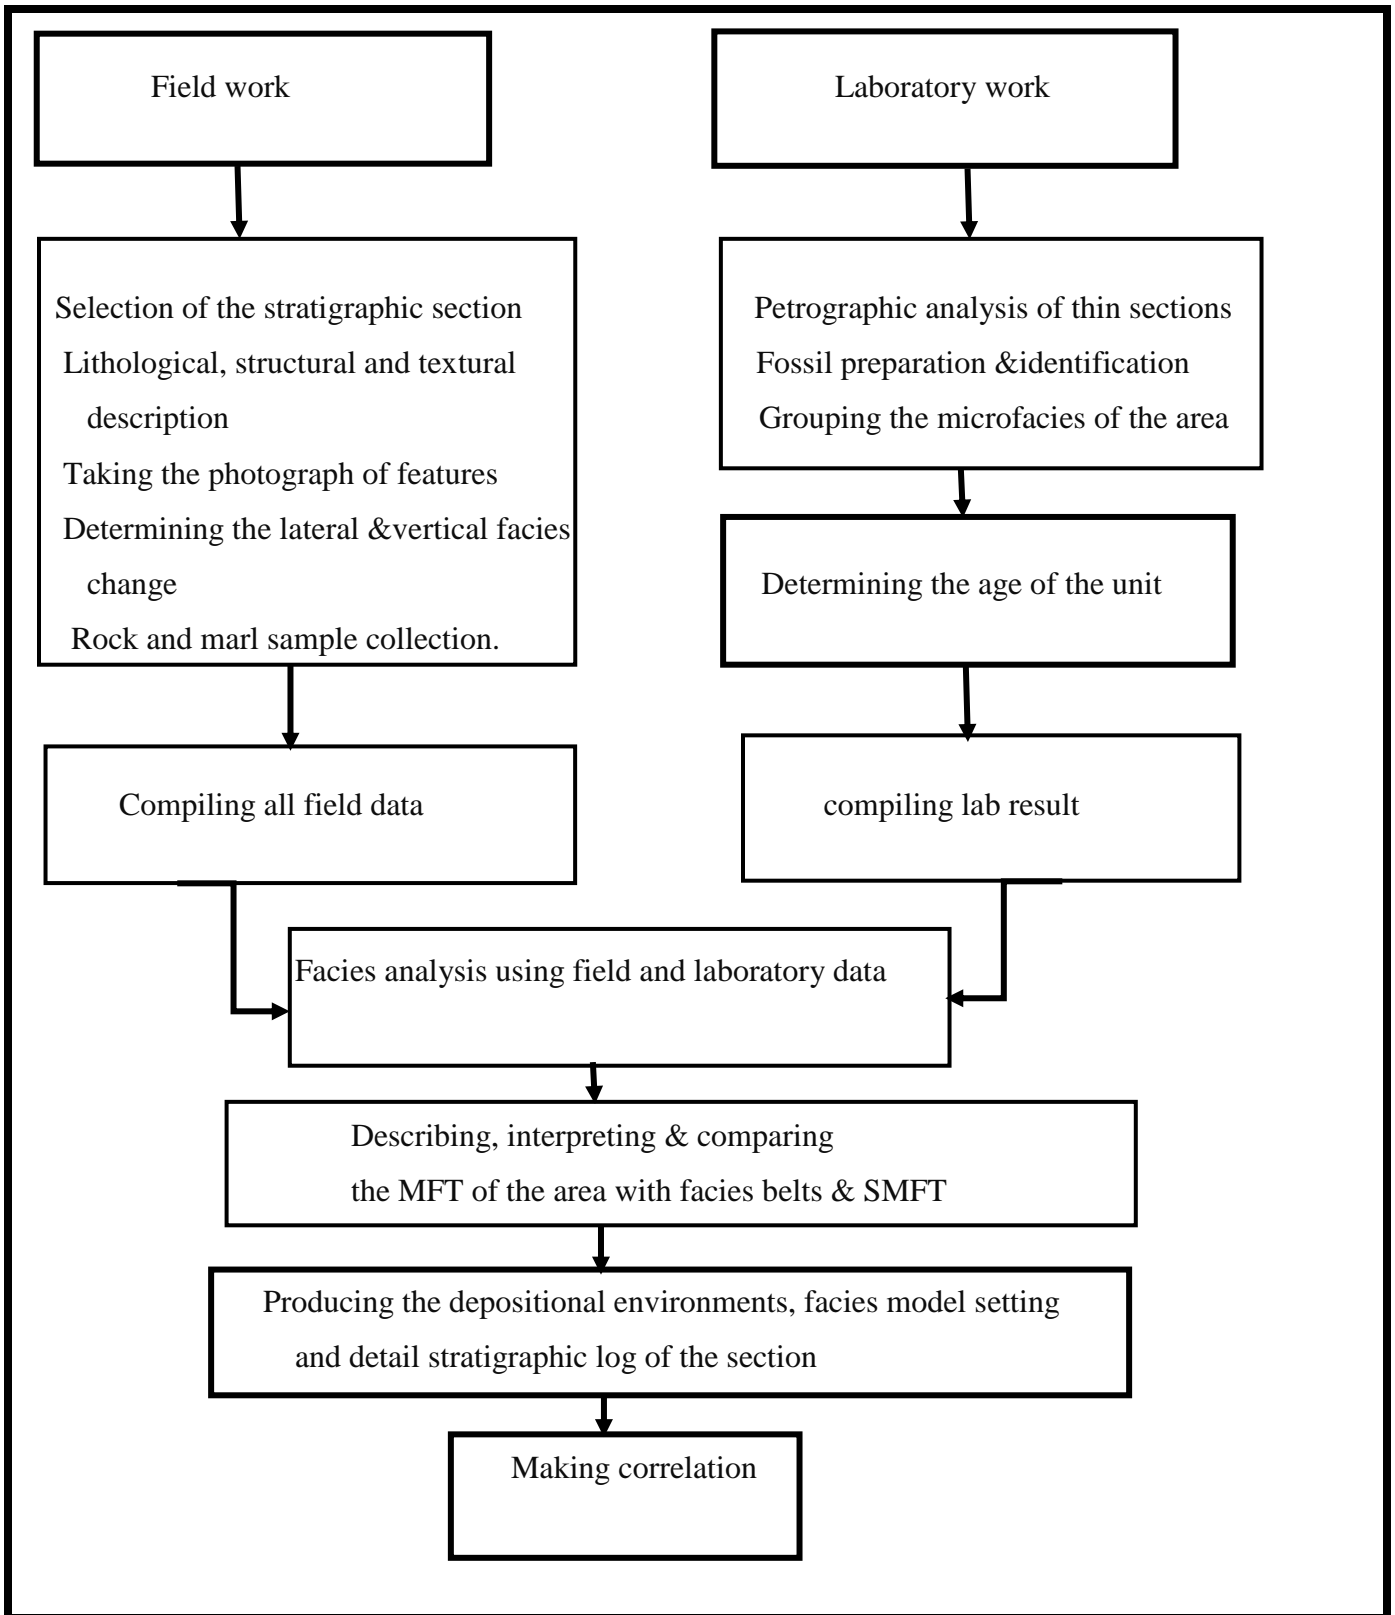 Field work
Laboratory work
Selection of the stratigraphic section
Lithological, structural and textural
description
Taking the photograph of features
Determining the lateral &vertical facies
change
Rock and marl sample collection.
Petrographic analysis of thin sections
Fossil preparation &identification
Grouping the microfacies of the area
Determining the age of the unit
Compiling all field data
compiling lab result
Facies analysis using field and laboratory data
Describing, interpreting & comparing
the MFT of the area with facies belts & SMFT
Producing the depositional environments, facies model setting
and detail stratigraphic log of the section
Making correlation